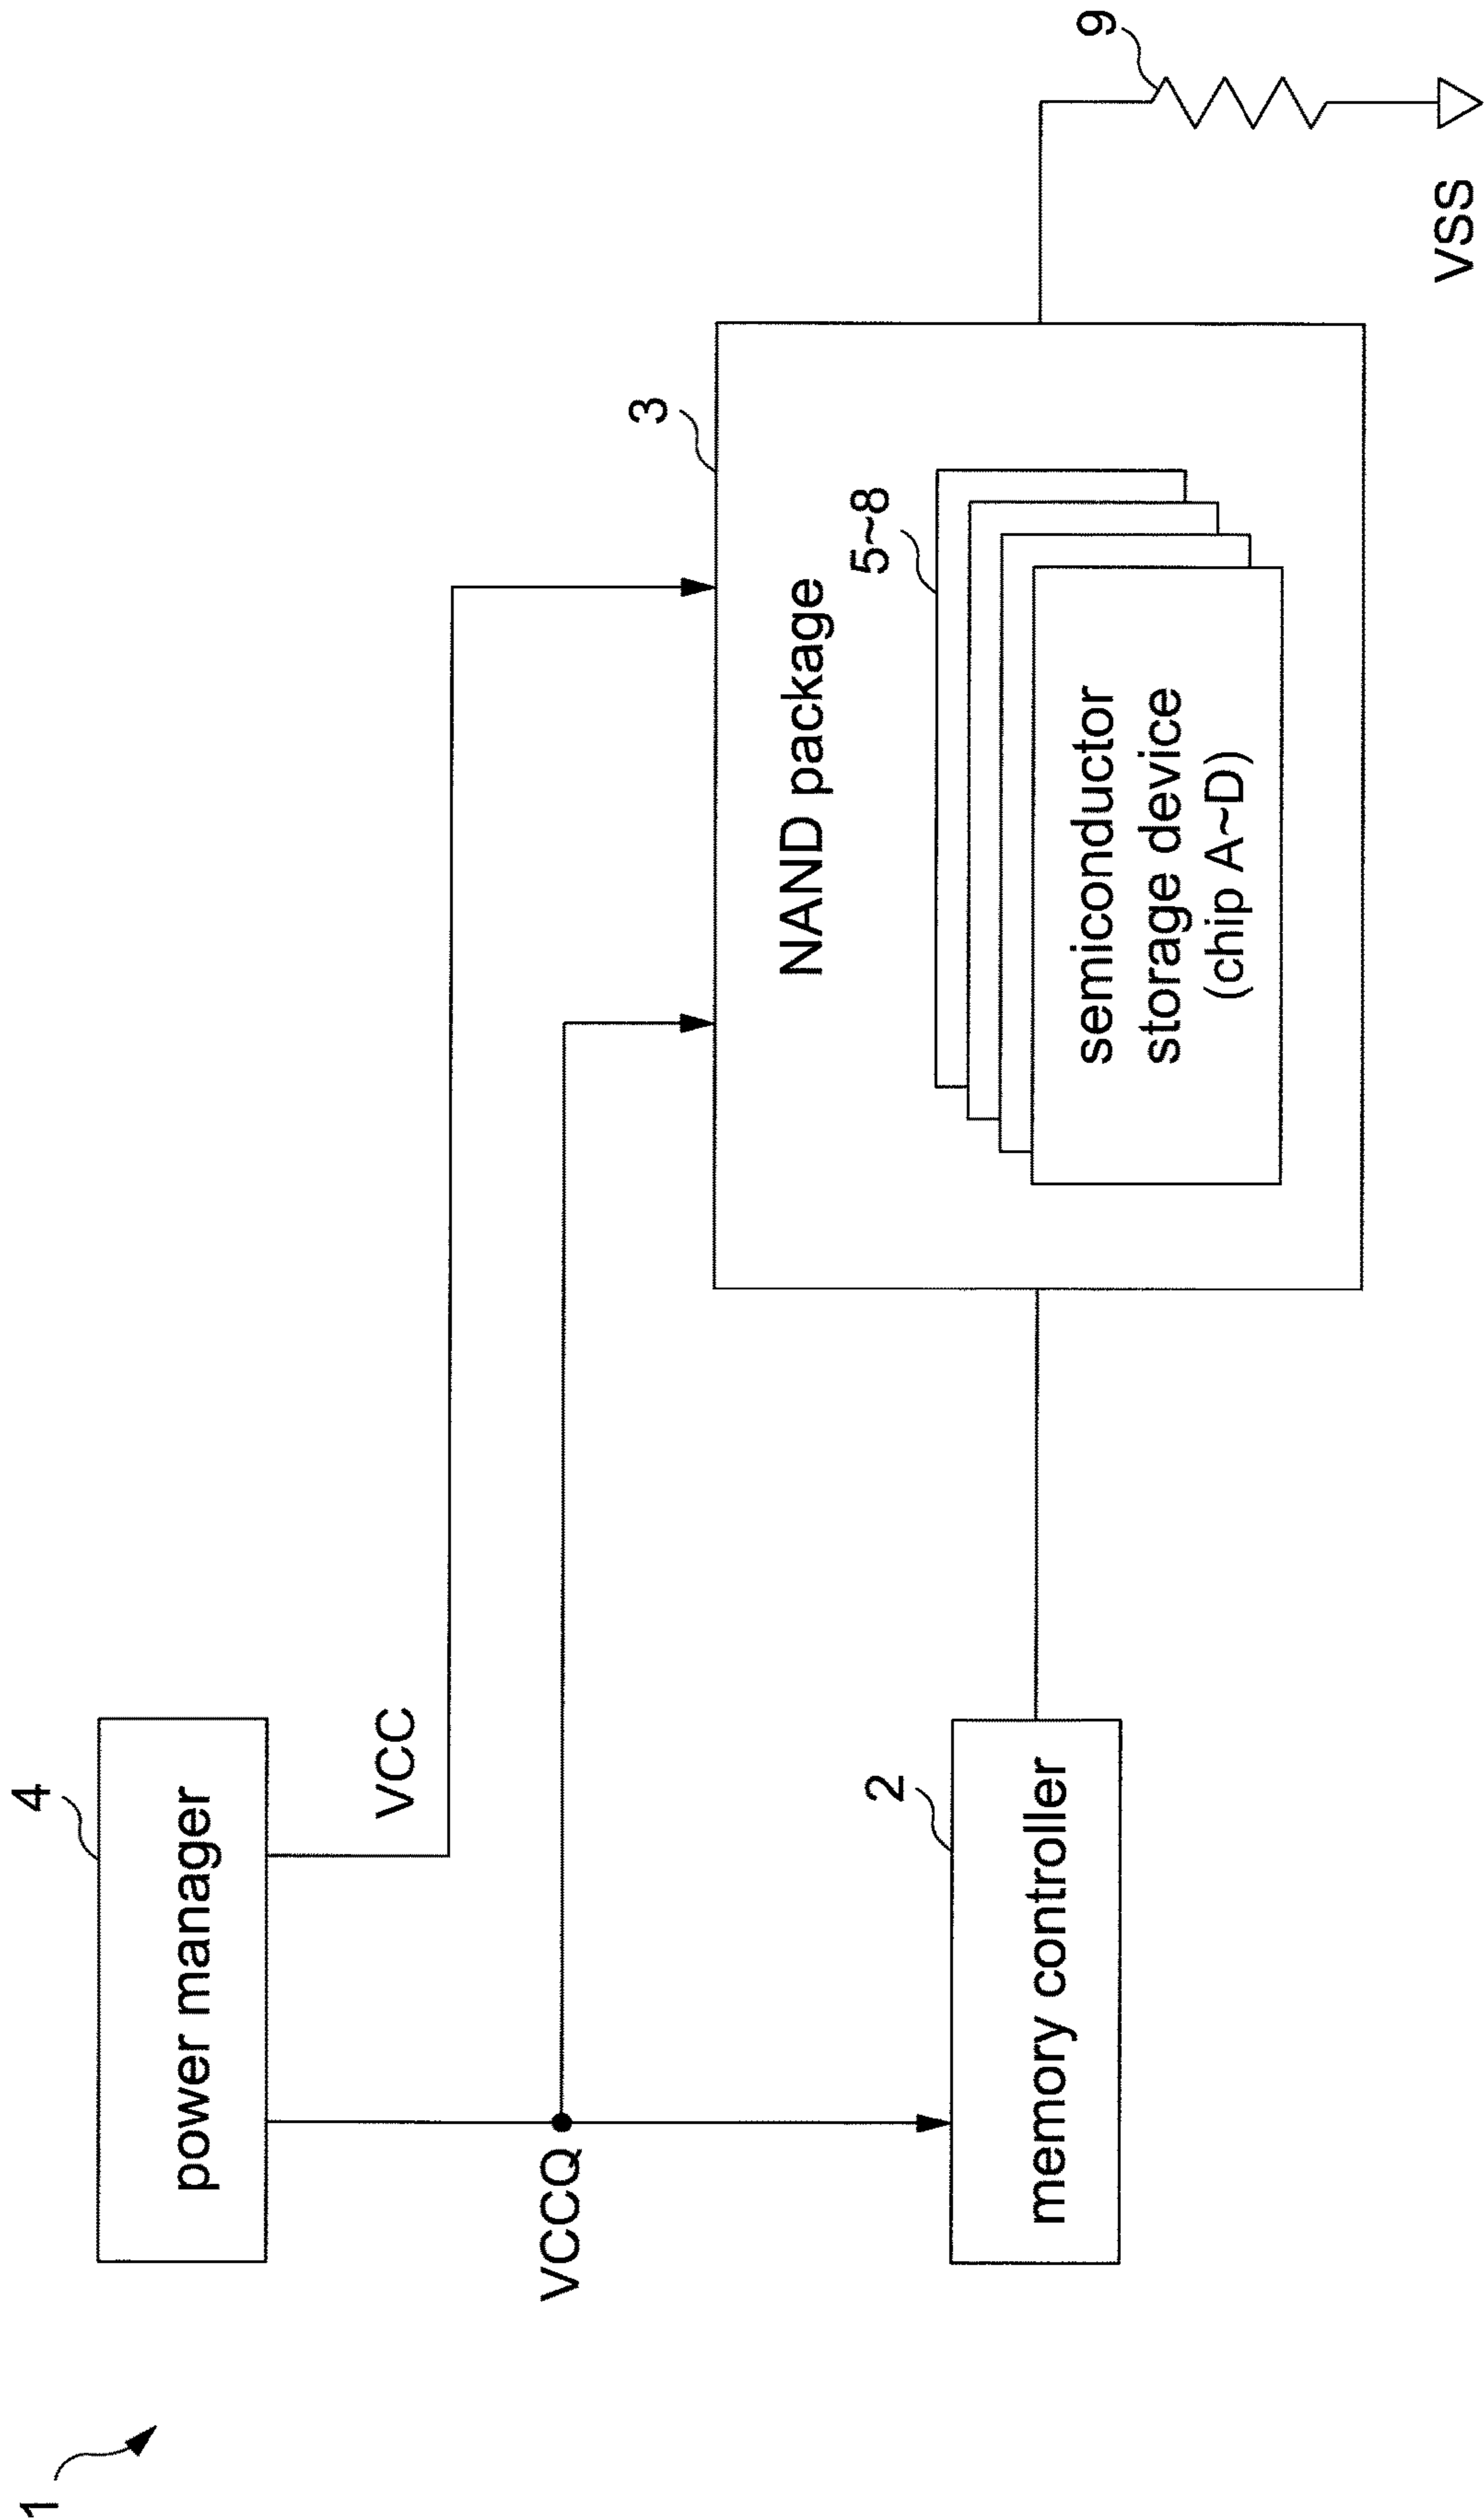 1
4
power manager
VCC
VCCQ
2
memory controller
3
NAND package
5~8
semiconductor
storage device
(chip A~D)
9
VSS